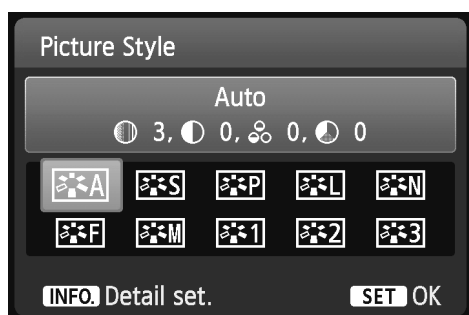 Picture Style
Auto
3, 0, 0, 0
A S P L N
F M 1 2 3
INFO. Detail set. SET OK